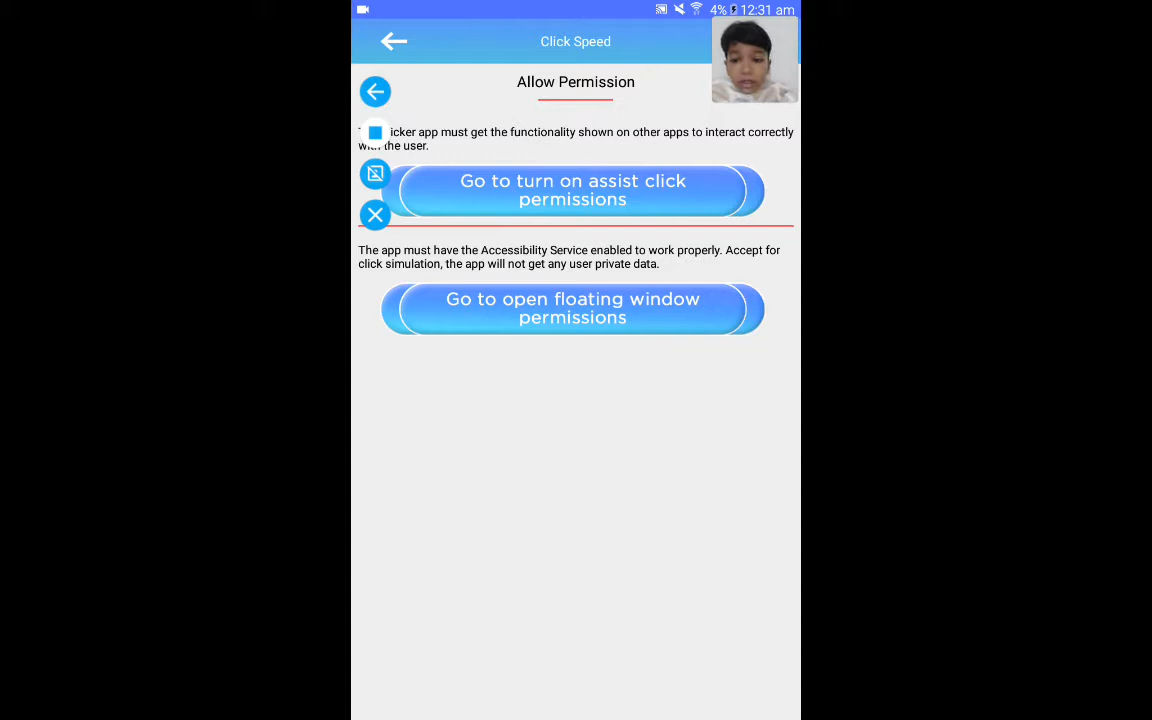 4% 12:31 am
Click Speed
Allow Permission
icker app must get the functionality shown on other apps to interact correctly
with the user.
Go to turn on assist click
permissions
The app must have the Accessibility Service enabled to work properly. Accept for
click simulation, the app will not get any user private data.
Go to open floating window
permissions